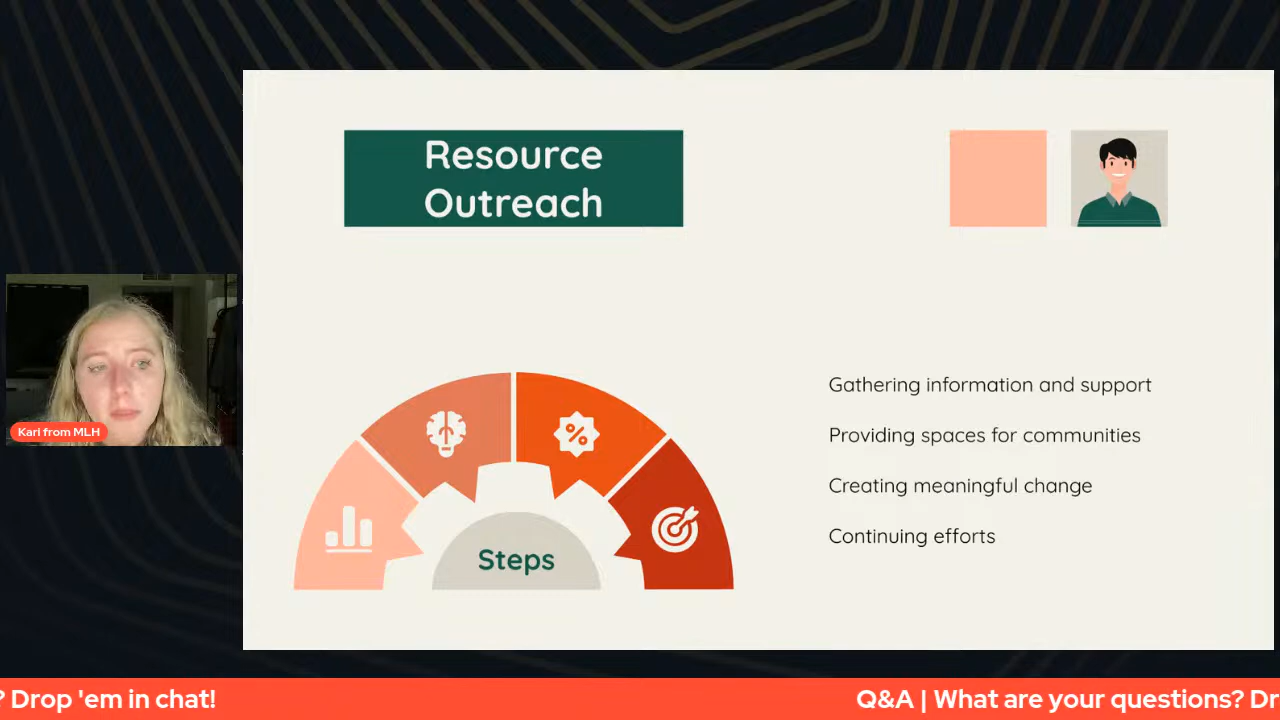 Resource
Outreach
Gathering information and support
Providing spaces for communities
Creating meaningful change
Continuing efforts
Steps
%
Kari from MLH
? Drop 'em in chat!
Q&A | What are your questions? Dr